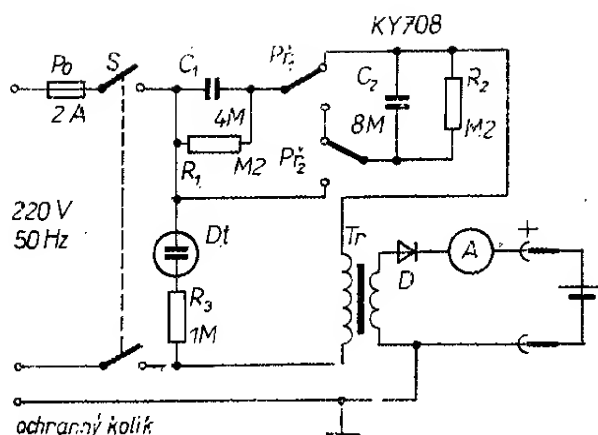 KY708
Po
S
C1
Př1
C2
R2
2 A
4M
8M
M2
R1
M2
Př2
220 V
50 Hz
Dt
Tr
D
A
+
R3
1M
ochranný kolík